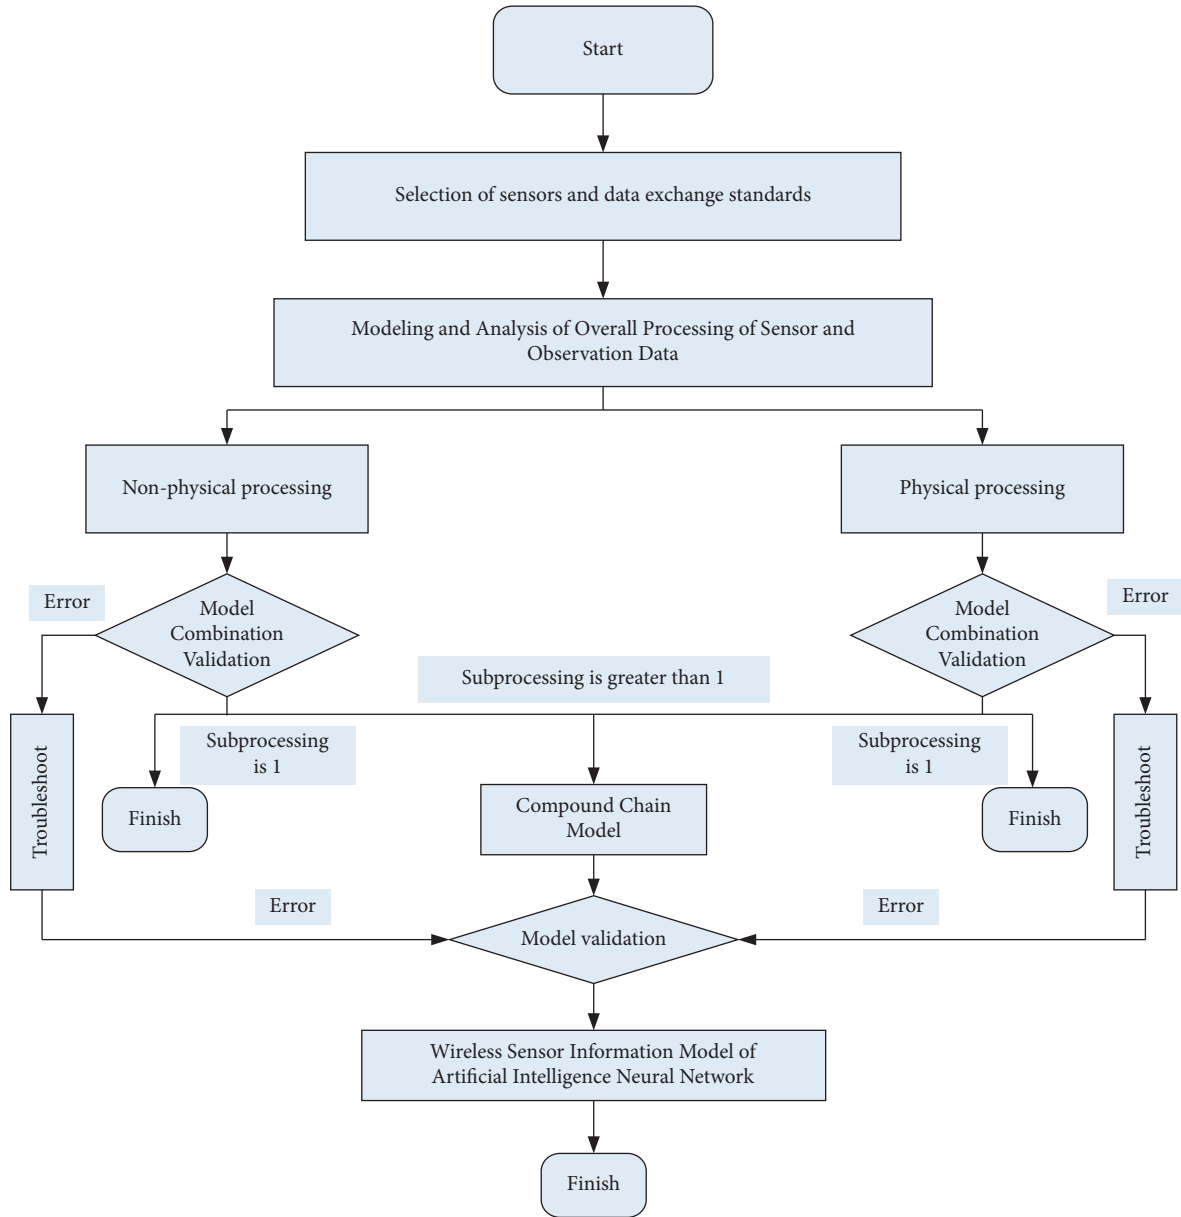 Start
Selection of sensors and data exchange standards
Modeling and Analysis of Overall Processing of Sensor and
Observation Data
Non-physical processing
Physical processing
Error
Model
Combination
Validation
Model
Combination
Validation
Error
Subprocessing is greater than 1
Troubleshoot
Subprocessing
is 1
Subprocessing
is 1
Troubleshoot
Finish
Compound Chain
Model
Finish
Error
Error
Model validation
Wireless Sensor Information Model of
Artificial Intelligence Neural Network
Finish